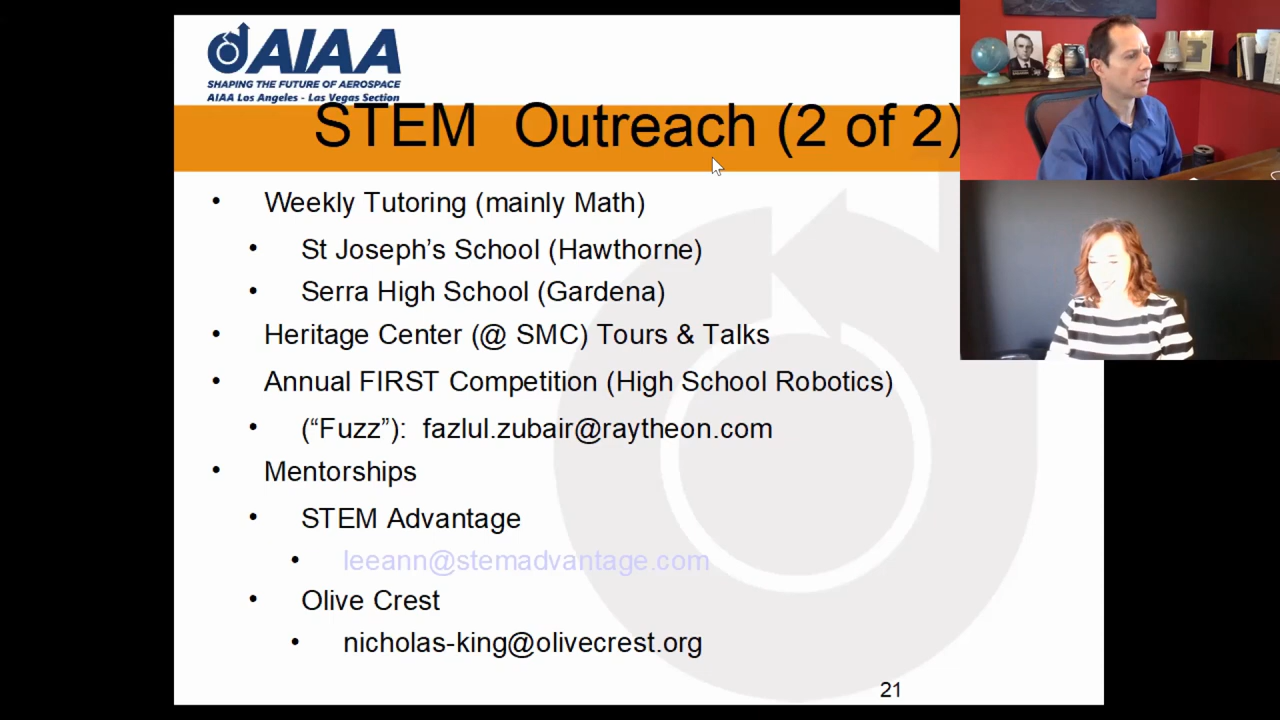 AIAA
SHAPING THE FUTURE OF AEROSPACE
AIAA Los Angeles - Las Vegas Section
STEM Outreach (2 of 2)
• Weekly Tutoring (mainly Math)
• St Joseph’s School (Hawthorne)
• Serra High School (Gardena)
• Heritage Center (@ SMC) Tours & Talks
• Annual FIRST Competition (High School Robotics)
• (“Fuzz”): fazlul.zubair@raytheon.com
• Mentorships
• STEM Advantage
• leeann@stemadvantage.com
• Olive Crest
• nicholas-king@olivecrest.org
21